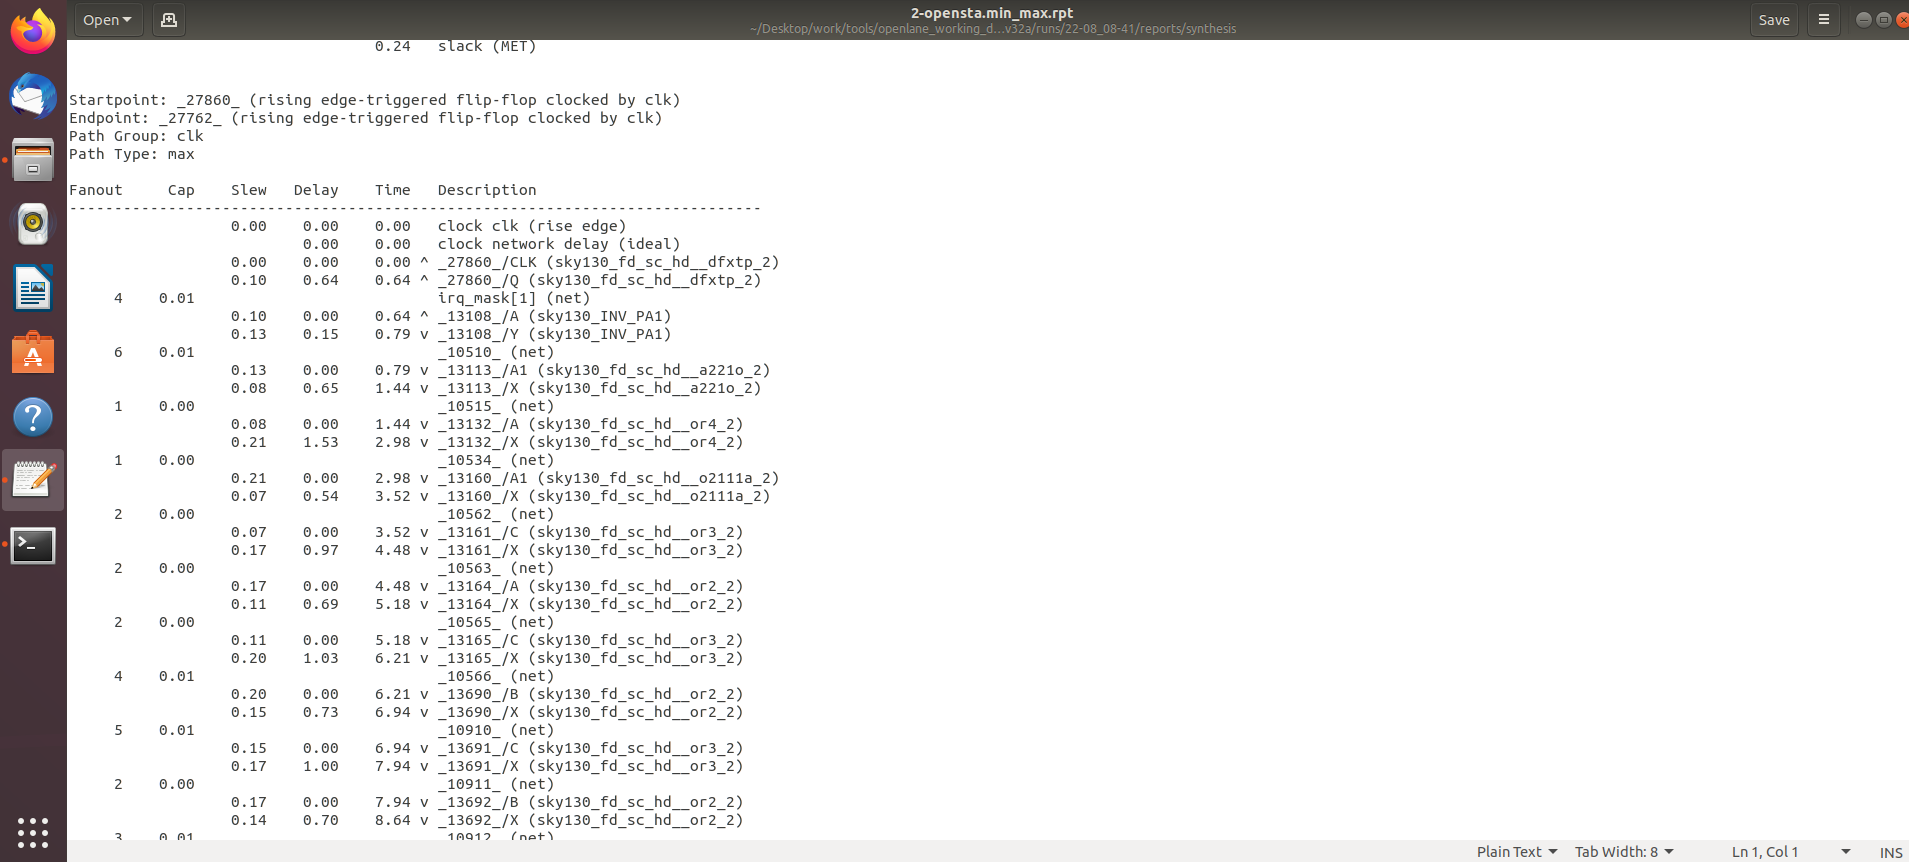 Open
2-opensta.min_max.rpt
~/Desktop/work/tools/openlane_working_d...v32a/runs/22-08_08-41/reports/synthesis
Save
0.24 slack (MET)
Startpoint: _27860_ (rising edge-triggered flip-flop clocked by clk)
Endpoint: _27762_ (rising edge-triggered flip-flop clocked by clk)
Path Group: clk
Path Type: max
Fanout Cap Slew Delay Time Description
-----------------------------------------------------------------------------
0.00 0.00 0.00 clock clk (rise edge)
0.00 0.00 clock network delay (ideal)
0.00 0.00 0.00 ^ _27860_/CLK (sky130_fd_sc_hd__dfxtp_2)
0.10 0.64 0.64 ^ _27860_/Q (sky130_fd_sc_hd__dfxtp_2)
4 0.01 irq_mask[1] (net)
0.10 0.00 0.64 ^ _13108_/A (sky130_INV_PA1)
0.13 0.15 0.79 v _13108_/Y (sky130_INV_PA1)
6 0.01 _10510_ (net)
0.13 0.00 0.79 v _13113_/A1 (sky130_fd_sc_hd__a221o_2)
0.08 0.65 1.44 v _13113_/X (sky130_fd_sc_hd__a221o_2)
1 0.00 _10515_ (net)
0.08 0.00 1.44 v _13132_/A (sky130_fd_sc_hd__or4_2)
0.21 1.53 2.98 v _13132_/X (sky130_fd_sc_hd__or4_2)
1 0.00 _10534_ (net)
0.21 0.00 2.98 v _13160_/A1 (sky130_fd_sc_hd__o2111a_2)
0.07 0.54 3.52 v _13160_/X (sky130_fd_sc_hd__o2111a_2)
2 0.00 _10562_ (net)
0.07 0.00 3.52 v _13161_/C (sky130_fd_sc_hd__or3_2)
0.17 0.97 4.48 v _13161_/X (sky130_fd_sc_hd__or3_2)
2 0.00 _10563_ (net)
0.17 0.00 4.48 v _13164_/A (sky130_fd_sc_hd__or2_2)
0.11 0.69 5.18 v _13164_/X (sky130_fd_sc_hd__or2_2)
2 0.00 _10565_ (net)
0.11 0.00 5.18 v _13165_/C (sky130_fd_sc_hd__or3_2)
0.20 1.03 6.21 v _13165_/X (sky130_fd_sc_hd__or3_2)
4 0.01 _10566_ (net)
0.20 0.00 6.21 v _13690_/B (sky130_fd_sc_hd__or2_2)
0.15 0.73 6.94 v _13690_/X (sky130_fd_sc_hd__or2_2)
5 0.01 _10910_ (net)
0.15 0.00 6.94 v _13691_/C (sky130_fd_sc_hd__or3_2)
0.17 1.00 7.94 v _13691_/X (sky130_fd_sc_hd__or3_2)
2 0.00 _10911_ (net)
0.17 0.00 7.94 v _13692_/B (sky130_fd_sc_hd__or2_2)
0.14 0.70 8.64 v _13692_/X (sky130_fd_sc_hd__or2_2)
3 0.01 _10912_ (net)
Plain Text Tab Width: 8 Ln 1, Col 1 INS